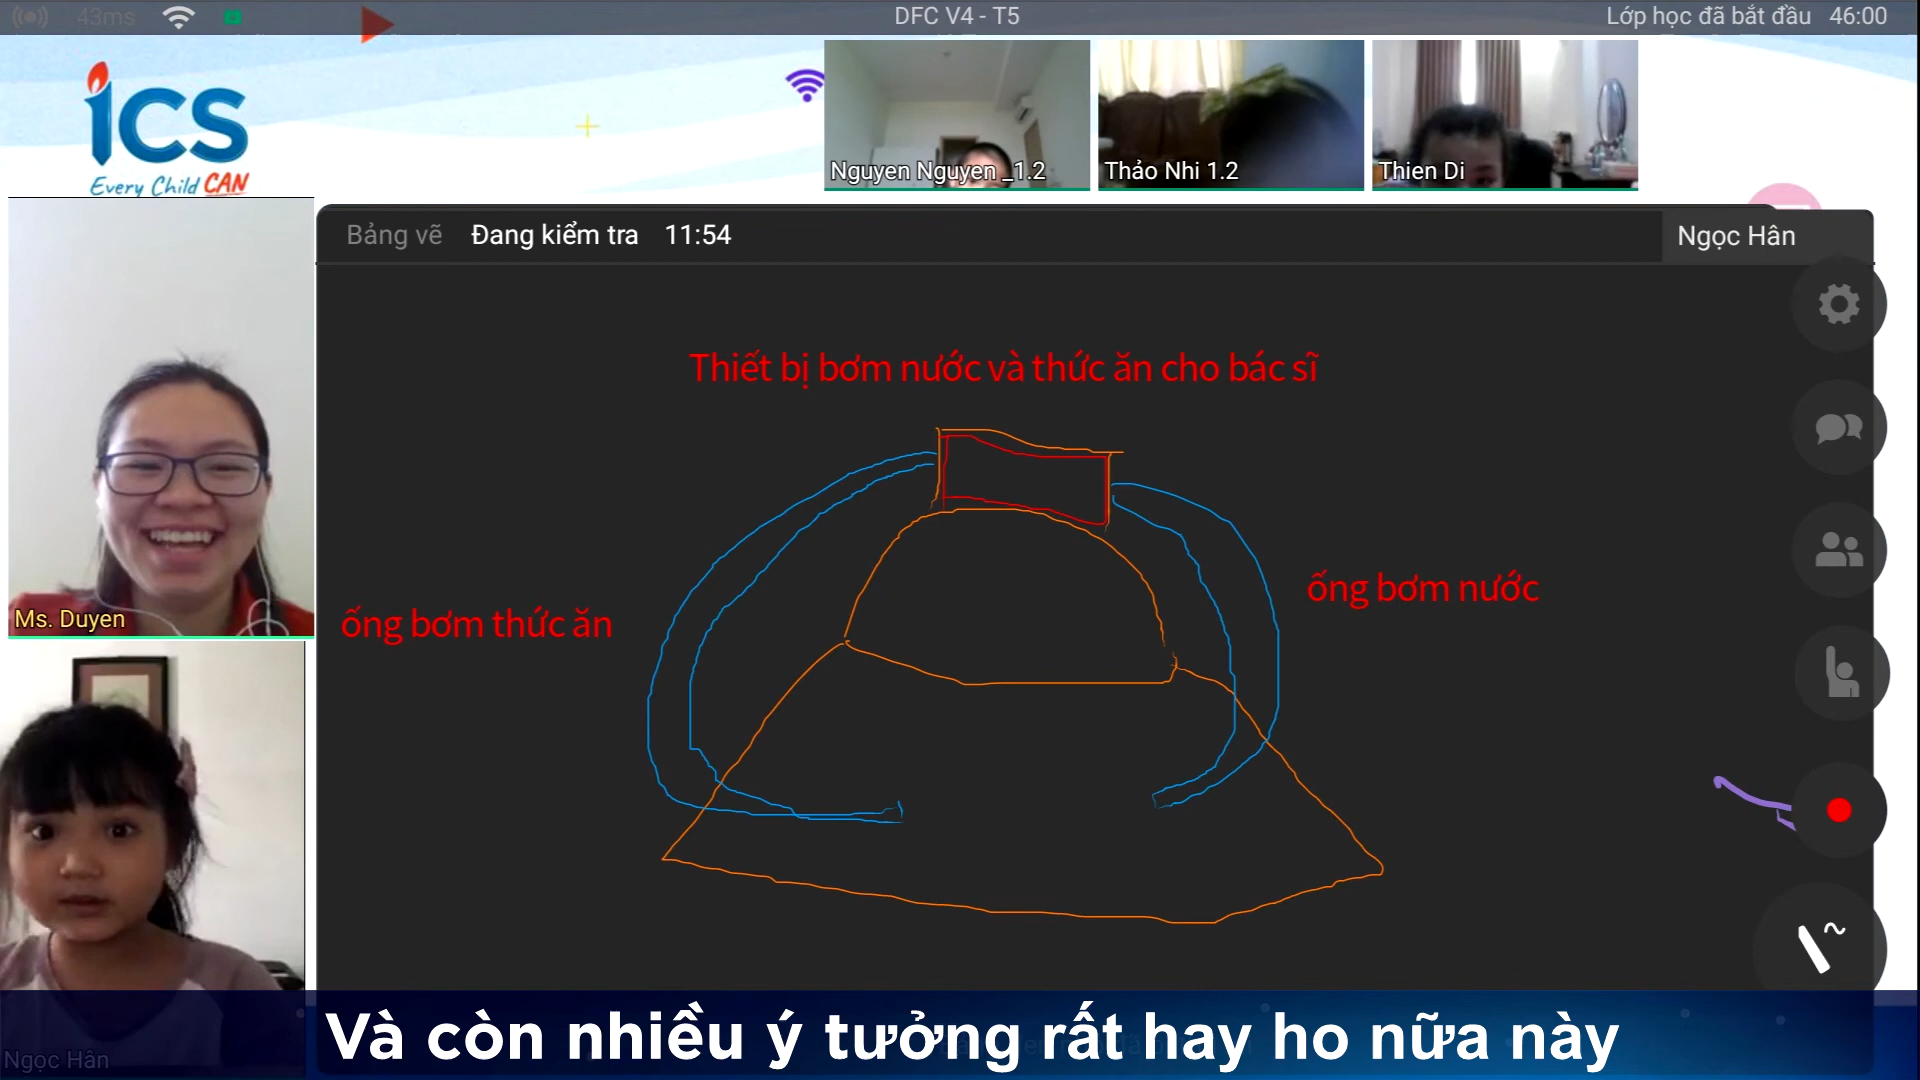 43ms
DFC V4 - T5
Lớp học đã bắt đầu 46:00
ics
Every Child CAN
Nguyen Nguyen _1.2
Thảo Nhi 1.2
Thien Di
Bảng vẽ Đang kiểm tra 11:54
Ngọc Hân
Thiết bị bơm nước và thức ăn cho bác sĩ
ống bơm nước
ống bơm thức ăn
Ms. Duyen
Và còn nhiều ý tưởng rất hay ho nữa này
Ngọc Hân